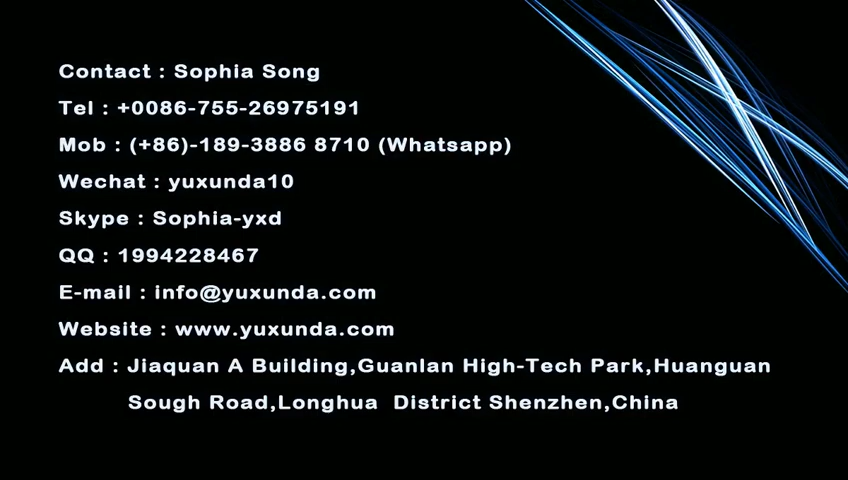 Contact : Sophia Song
Tel : +0086-755-26975191
Mob : (+86)-189-3886 8710 (Whatsapp)
Wechat : yuxunda10
Skype : Sophia-yxd
QQ : 1994228467
E-mail : info@yuxunda.com
Website : www.yuxunda.com
Add : Jiaquan A Building,Guanlan High-Tech Park,Huanguan
Sough Road,Longhua  District Shenzhen,China